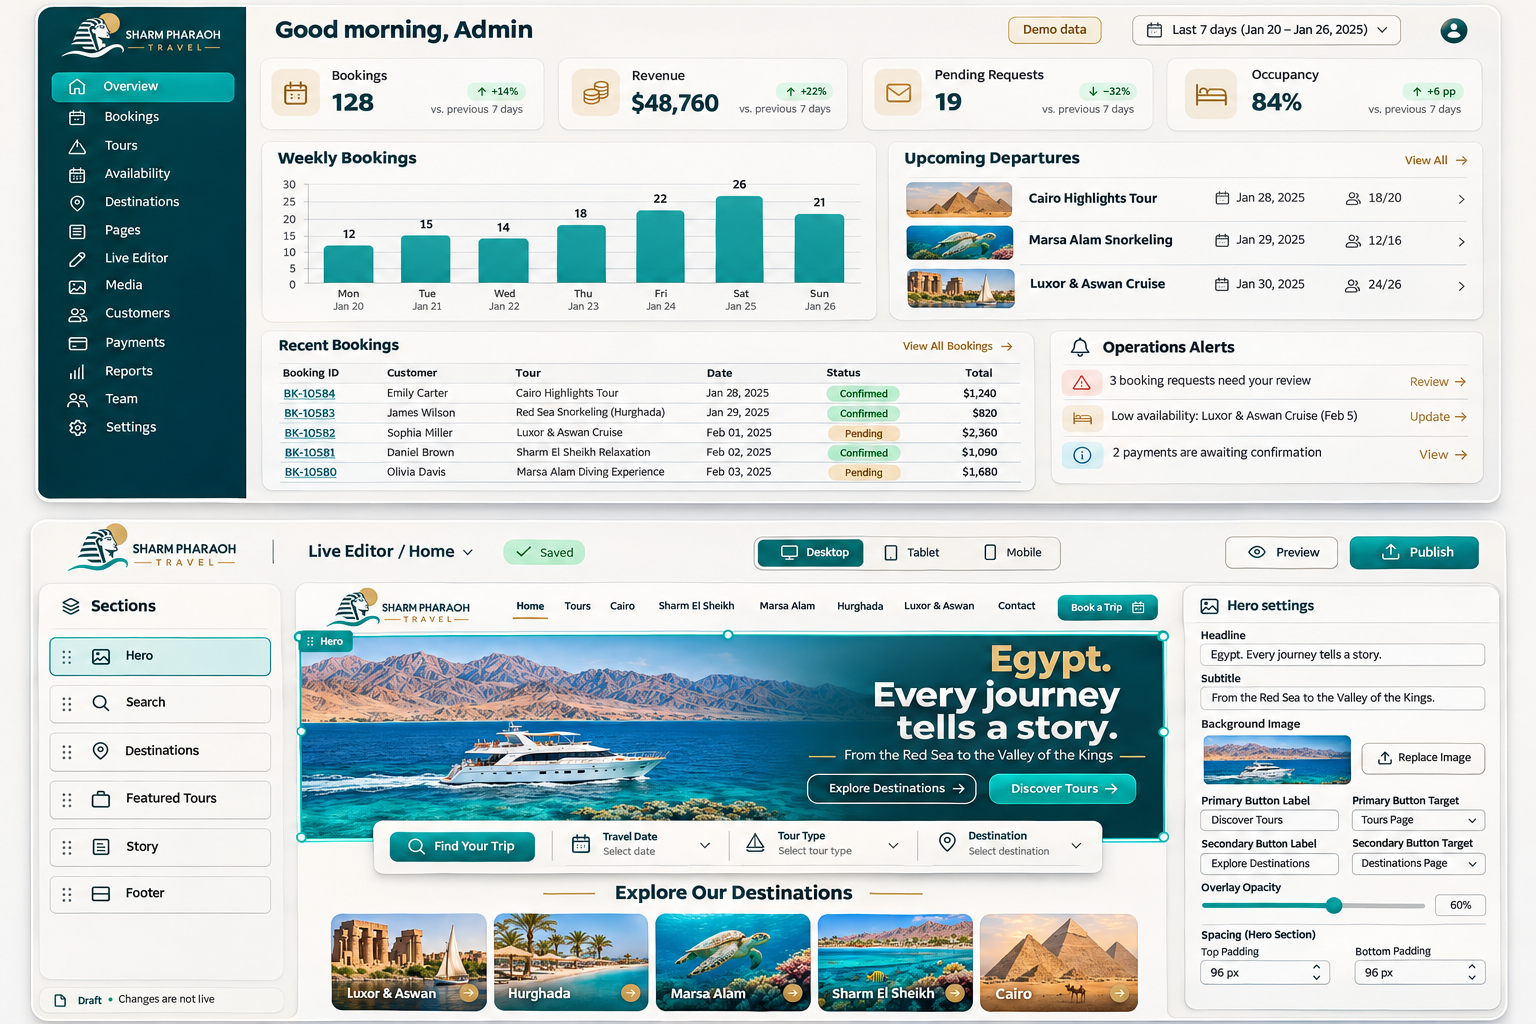 SHARM PHARAOH
TRAVEL
Overview
Bookings
Tours
Availability
Destinations
Pages
Live Editor
Media
Customers
Payments
Reports
Team
Settings
Good morning, Admin
Demo data
Last 7 days (Jan 20 – Jan 26, 2025)
Bookings
128
↑ +14%
vs. previous 7 days
Revenue
$48,760
↑ +22%
vs. previous 7 days
Pending Requests
19
↓ −32%
vs. previous 7 days
Occupancy
84%
↑ +6 pp
vs. previous 7 days
Weekly Bookings
30
25
20
15
10
5
0
12
15
14
18
22
26
21
Mon Tue Wed Thu Fri Sat Sun
Jan 20 Jan 21 Jan 22 Jan 23 Jan 24 Jan 25 Jan 26
Upcoming Departures
View All →
Cairo Highlights Tour Jan 28, 2025 18/20
Marsa Alam Snorkeling Jan 29, 2025 12/16
Luxor & Aswan Cruise Jan 30, 2025 24/26
Recent Bookings
View All Bookings →
Booking ID Customer Tour Date Status Total
BK-10584 Emily Carter Cairo Highlights Tour Jan 28, 2025 Confirmed $1,240
BK-10583 James Wilson Red Sea Snorkeling (Hurghada) Jan 29, 2025 Confirmed $820
BK-10582 Sophia Miller Luxor & Aswan Cruise Feb 01, 2025 Pending $2,360
BK-10581 Daniel Brown Sharm El Sheikh Relaxation Feb 02, 2025 Confirmed $1,090
BK-10580 Olivia Davis Marsa Alam Diving Experience Feb 03, 2025 Pending $1,680
Operations Alerts
3 booking requests need your review Review →
Low availability: Luxor & Aswan Cruise (Feb 5) Update →
2 payments are awaiting confirmation View →
SHARM PHARAOH
TRAVEL
Live Editor / Home
Saved
Desktop
Tablet
Mobile
Preview
Publish
Sections
Hero
Search
Destinations
Featured Tours
Story
Footer
Draft • Changes are not live
SHARM PHARAOH
TRAVEL
Home Tours Cairo Sharm El Sheikh Marsa Alam Hurghada Luxor & Aswan Contact
Book a Trip
Hero
Egypt.
Every journey
tells a story.
From the Red Sea to the Valley of the Kings
Explore Destinations →
Discover Tours →
Find Your Trip
Travel Date
Select date
Tour Type
Select tour type
Destination
Select destination
Explore Our Destinations
Luxor & Aswan
Hurghada
Marsa Alam
Sharm El Sheikh
Cairo
Hero settings
Headline
Egypt. Every journey tells a story.
Subtitle
From the Red Sea to the Valley of the Kings.
Background Image
Replace Image
Primary Button Label Primary Button Target
Discover Tours Tours Page
Secondary Button Label Secondary Button Target
Explore Destinations Destinations Page
Overlay Opacity
60%
Spacing (Hero Section)
Top Padding Bottom Padding
96 px 96 px